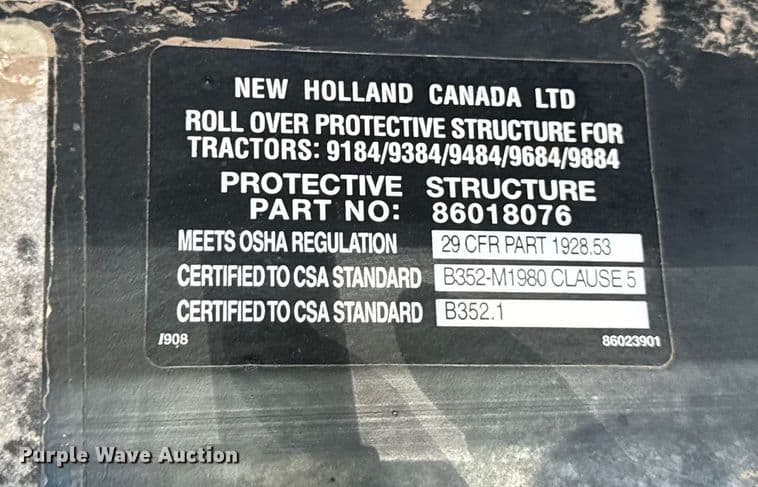 NEW HOLLAND CANADA LTD
ROLL OVER PROTECTIVE STRUCTURE FOR
TRACTORS: 9184/9384/9484/9684/9884
PROTECTIVE STRUCTURE
PART NO: 86018076
MEETS OSHA REGULATION 29 CFR PART 1928.53
CERTIFIED TO CSA STANDARD B352-M1980 CLAUSE 5
CERTIFIED TO CSA STANDARD B352.1
I908 86023901
Purple Wave Auction